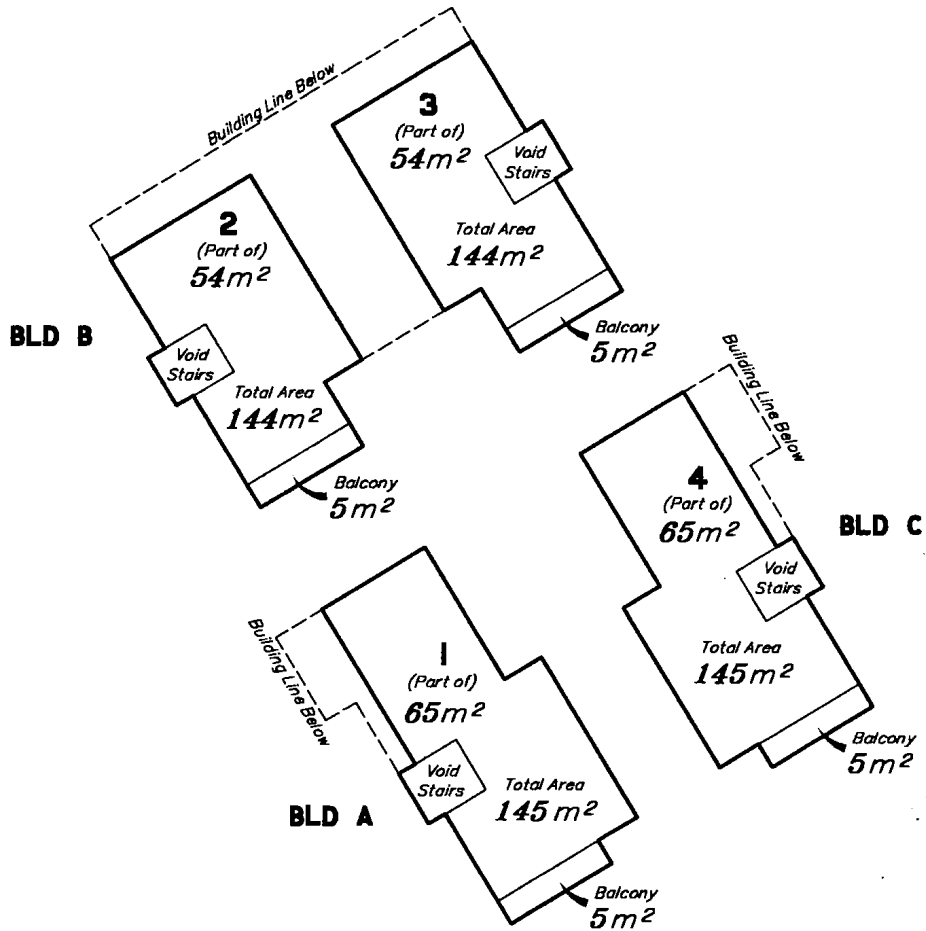 Building Line Below
3
(Part of)
54m²
Void
Stairs
Total Area
144m²
Balcony
5m²
2
(Part of)
54m²
BLD B
Void
Stairs
Total Area
144m²
Balcony
5m²
Building Line Below
4
(Part of)
65m²
BLD C
Void
Stairs
Total Area
145m²
Balcony
5m²
Building Line Below
1
(Part of)
65m²
Void
Stairs
Total Area
145m²
BLD A
Balcony
5m²